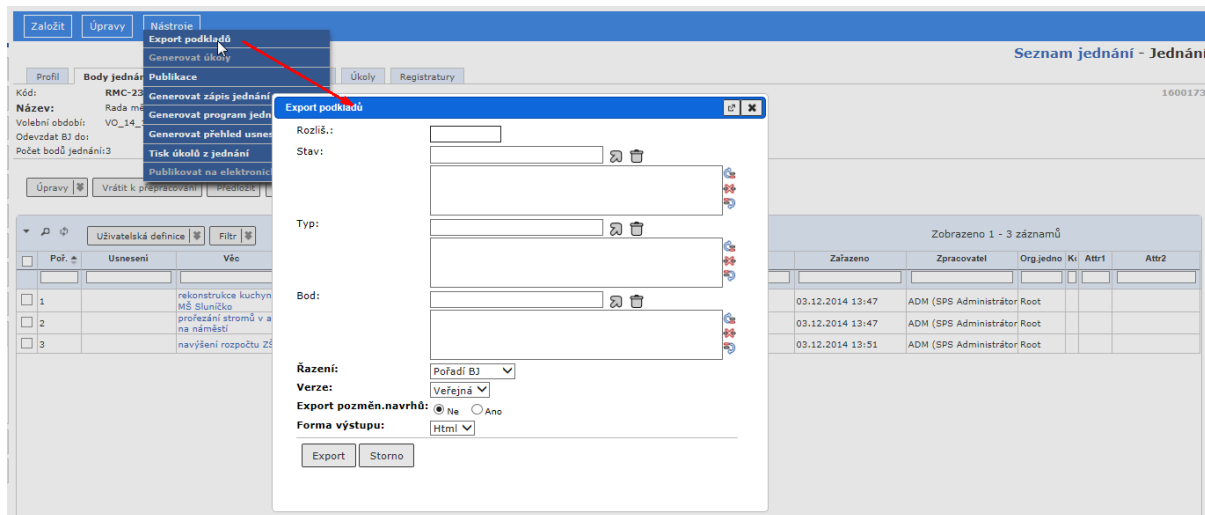 Založit Úpravy Nástroje
Export podkladů
Generovat úkoly
Publikace
Generovat zápis jednání
Generovat program jedn
Generovat přehled usnes
Tisk úkolů z jednání
Publikovat na elektronic
Seznam jednání - Jednání
Profil Body jednán Úkoly Registratury
Kód: RMC-23 1600173
Název: Rada mě
Volební období: VO_14_
Odevzdat BJ do:
Počet bodů jednání:3
Úpravy Vrátit k přepracování Předložit
Uživatelská definice Filtr Zobrazeno 1 - 3 záznamů
Poř. Usnesení Věc Zařazeno Zpracovatel Org.jedno Attr1 Attr2
1 rekonstrukce kuchyn 03.12.2014 13:47 ADM (SPS Administrátor Root
MŠ Sluníčko
2 prořezání stromů v a 03.12.2014 13:47 ADM (SPS Administrátor Root
na náměstí
3 navýšení rozpočtu ZŠ 03.12.2014 13:51 ADM (SPS Administrátor Root
Export podkladů
Rozliš.:
Stav:
Typ:
Bod:
Řazení: Pořadí BJ
Verze: Veřejná
Export pozměn.navrhů: Ne Ano
Forma výstupu: Html
Export Storno